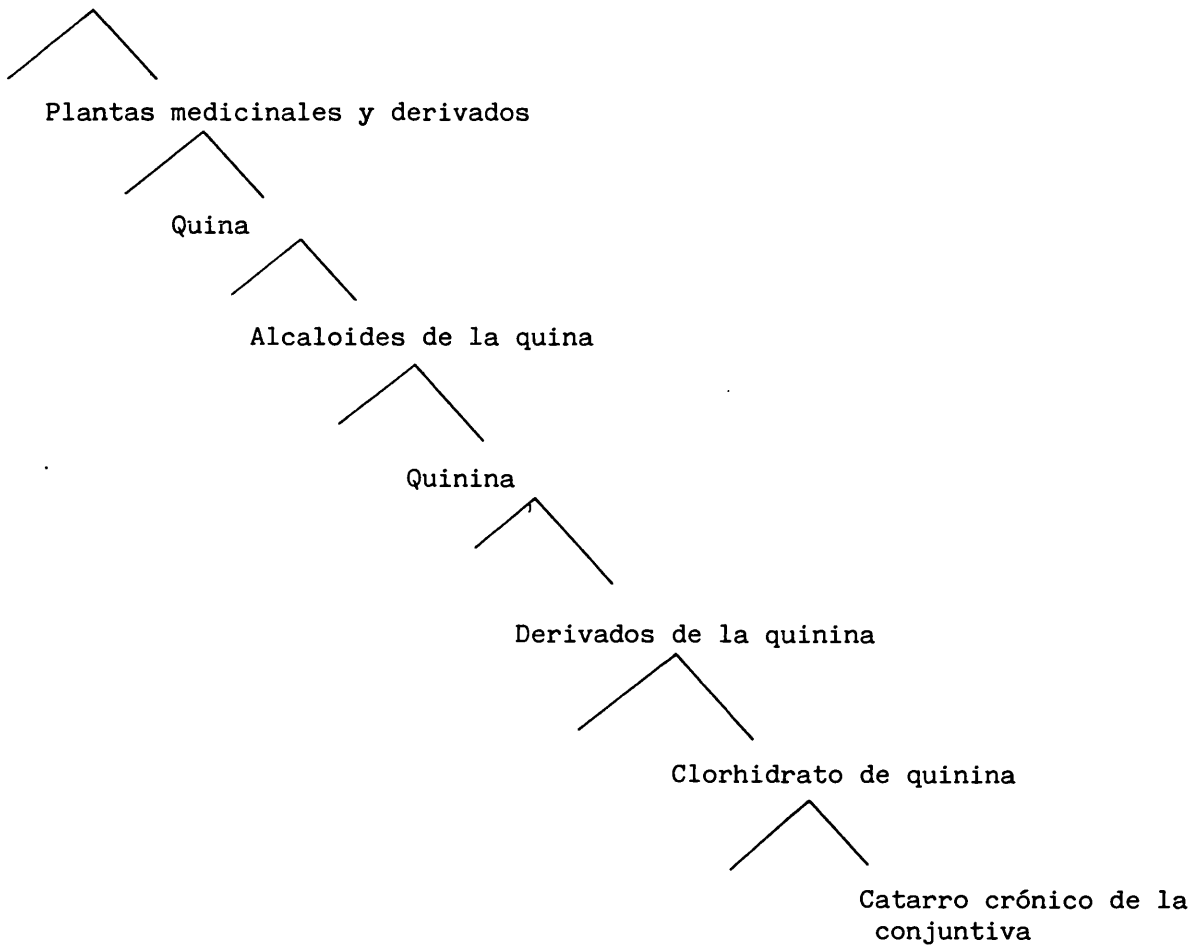 Plantas medicinales y derivados
Quina
Alcaloides de la quina
Quinina
Derivados de la quinina
Clorhidrato de quinina
Catarro crónico de la
conjuntiva